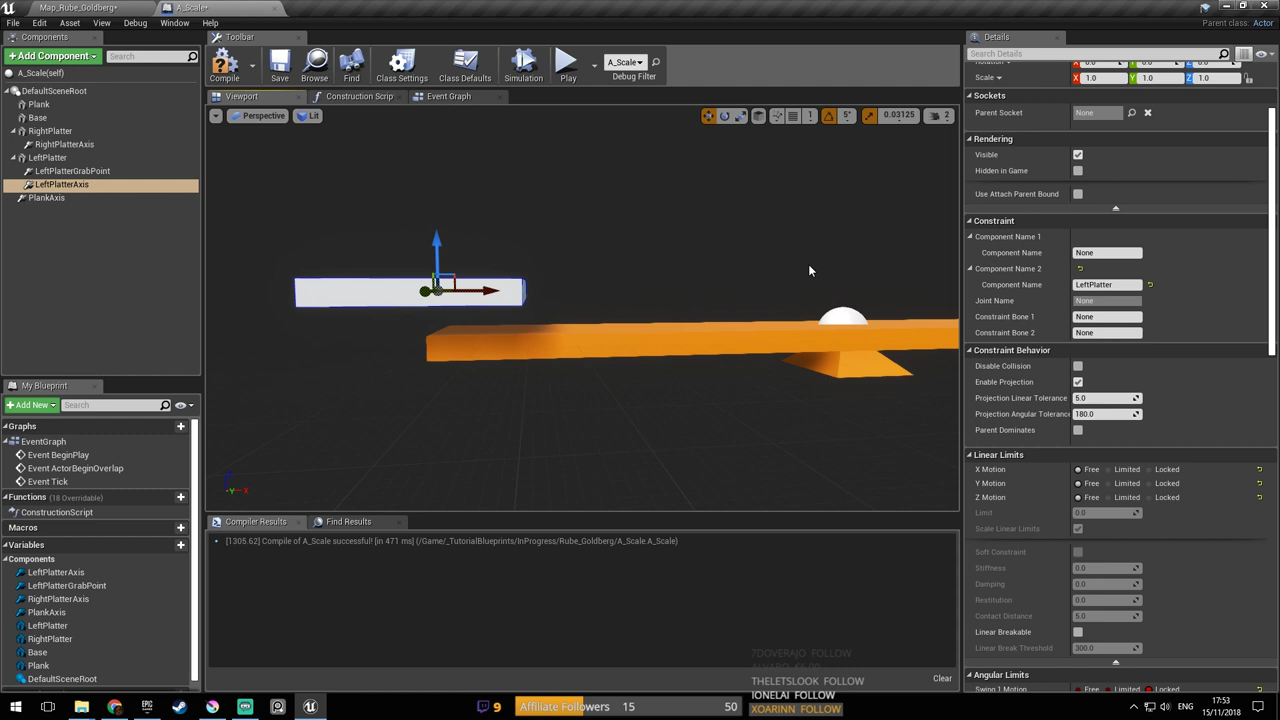 Map_Rube_Goldberg*
A_Scale*
File Edit Asset View Debug Window Help
Parent class: Actor
Components
Toolbar
Details
Add Component
Search
Search Details
A_Scale(self)
Compile
Save
Browse
Find
Class Settings
Class Defaults
Simulation
Play
A_Scale
Debug Filter
Scale X 1.0 Y 1.0 Z 1.0
DefaultSceneRoot
Plank
Base
RightPlatter
RightPlatterAxis
LeftPlatter
LeftPlatterGrabPoint
LeftPlatterAxis
PlankAxis
Viewport
Construction Scrip
Event Graph
Perspective
Lit
1
5°
0.03125
2
Sockets
Parent Socket None
Rendering
Visible
Hidden in Game
Use Attach Parent Bound
Constraint
Component Name 1
Component Name None
Component Name 2
Component Name LeftPlatter
Joint Name None
Constraint Bone 1 None
Constraint Bone 2 None
Constraint Behavior
Disable Collision
Enable Projection
Projection Linear Tolerance 5.0
Projection Angular Tolerance 180.0
Parent Dominates
Linear Limits
X Motion Free Limited Locked
Y Motion Free Limited Locked
Z Motion Free Limited Locked
Limit 0.0
Scale Linear Limits
Soft Constraint
Stiffness 0.0
Damping 0.0
Restitution 0.0
Contact Distance 5.0
Linear Breakable
Linear Break Threshold 300.0
Angular Limits
Swing 1 Motion Free Limited Locked
My Blueprint
Add New
Search
Graphs
EventGraph
Event BeginPlay
Event ActorBeginOverlap
Event Tick
Functions (18 Overridable)
ConstructionScript
Macros
Variables
Components
LeftPlatterAxis
LeftPlatterGrabPoint
RightPlatterAxis
PlankAxis
LeftPlatter
RightPlatter
Base
Plank
DefaultSceneRoot
Compiler Results
Find Results
[1305.62] Compile of A_Scale successful! [in 471 ms] (/Game/_TutorialBlueprints/InProgress/Rube_Goldberg/A_Scale.A_Scale)
Clear
7DOVERAJO FOLLOW
THELETSLOOK FOLLOW
IONELAI FOLLOW
XOARINN FOLLOW
9
Affiliate Followers 15 50
17:53
15/11/2018